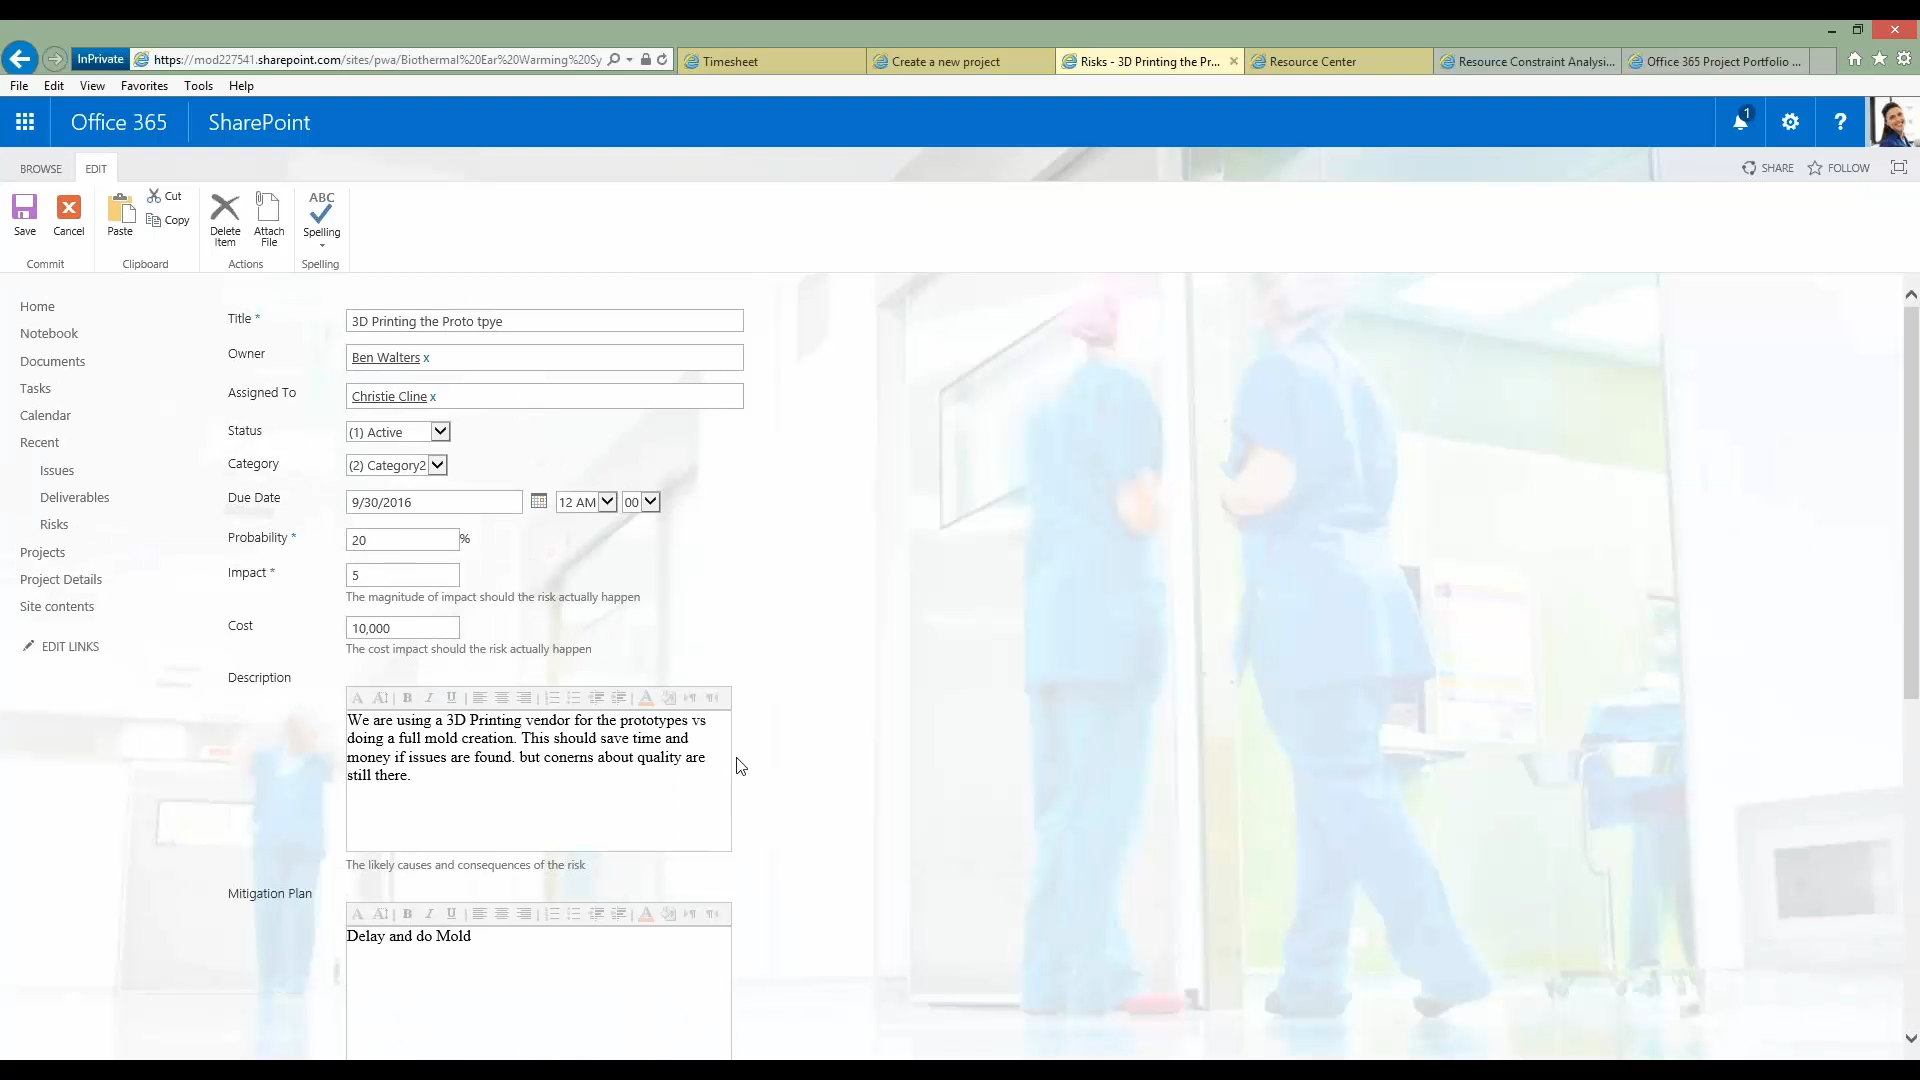 InPrivate
https://mod227541.sharepoint.com/sites/pwa/Biothermal%20Ear%20Warming%20Sy
Timesheet
Create a new project
Risks - 3D Printing the Pr...
Resource Center
Resource Constraint Analysi...
Office 365 Project Portfolio ...
File Edit View Favorites Tools Help
Office 365 SharePoint
1
?
BROWSE EDIT
SHARE FOLLOW
Save
Cancel
Paste
Cut
Copy
Delete Item
Attach File
ABC
Spelling
Commit Clipboard Actions Spelling
Home
Notebook
Documents
Tasks
Calendar
Recent
Issues
Deliverables
Risks
Projects
Project Details
Site contents
EDIT LINKS
Title * 3D Printing the Proto tpye
Owner Ben Walters x
Assigned To Christie Cline x
Status (1) Active
Category (2) Category2
Due Date 9/30/2016 12 AM 00
Probability * 20 %
Impact * 5
The magnitude of impact should the risk actually happen
Cost 10,000
The cost impact should the risk actually happen
Description
A AI B I U A
We are using a 3D Printing vendor for the prototypes vs
doing a full mold creation. This should save time and
money if issues are found. but conerns about quality are
still there.
The likely causes and consequences of the risk
Mitigation Plan
A AI B I U A
Delay and do Mold